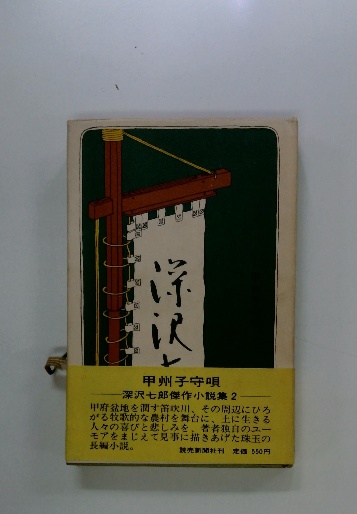 深沢七
甲州子守唄
深沢七郎傑作小説集2
甲府盆地を潤す笛吹川、その周辺にひろ
がる牧歌的な農村を舞台に、土に生きる
人々の喜びと悲しみを、著者独自のユー
モアをまじえて見事に描きあげた珠玉の
長編小説。
読売新聞社刊 定価 550円